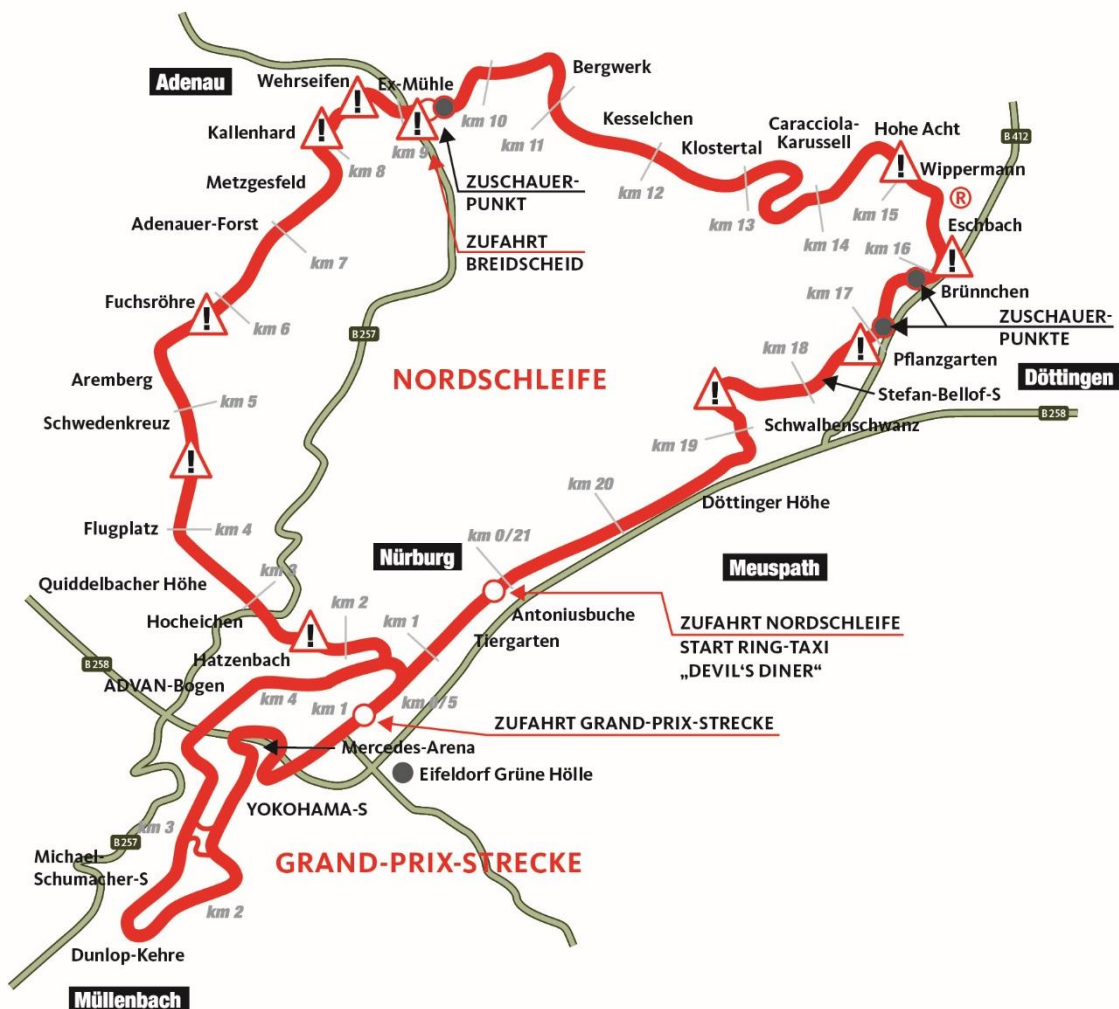 Adenau
Wehrseifen
Ex-Mühle
Bergwerk
B 412
Kallenhard
km 8
km 9
km 10
km 11
Kesselchen
Caracciola-
Karussell
Hohe Acht
Metzgesfeld
ZUSCHAUER-
PUNKT
km 12
Klostertal
km 13
km 14
km 15
Wippermann
®
Adenauer-Forst
km 7
ZUFAHRT
BREIDSCHEID
Eschbach
km 16
Brünnchen
Fuchsröhre
km 6
B 257
km 17
ZUSCHAUER-
PUNKTE
Aremberg
NORDSCHLEIFE
km 18
Pflanzgarten
Döttingen
Stefan-Bellof-S
Schwedenkreuz
km 5
km 19
Schwalbenschwanz
B 258
km 20
Döttinger Höhe
Flugplatz
km 4
km 0/21
Nürburg
Meuspath
Quiddelbacher Höhe
km 3
Hocheichen
km 2
km 1
Antoniusbuche
Tiergarten
ZUFAHRT NORDSCHLEIFE
START RING-TAXI
„DEVIL'S DINER“
Hatzenbach
B 258
ADVAN-Bogen
km 4
km 1
km 0/5
ZUFAHRT GRAND-PRIX-STRECKE
Mercedes-Arena
Eifeldorf Grüne Hölle
YOKOHAMA-S
km 3
B 257
Michael-
Schumacher-S
GRAND-PRIX-STRECKE
km 2
Dunlop-Kehre
Müllenbach